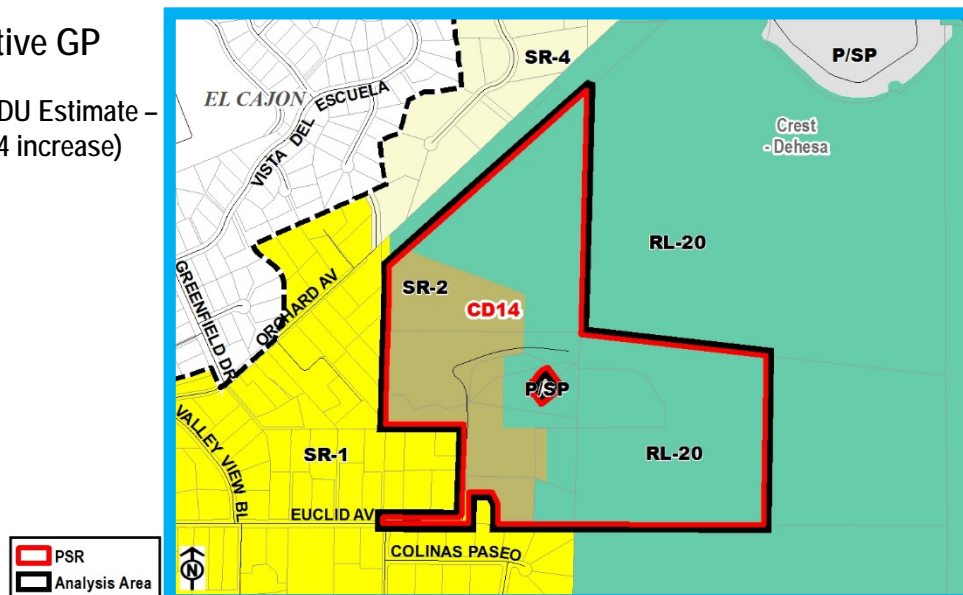 tive GP
DU Estimate –
4 increase)
SR-4
P/SP
EL CAJON
VISTA DEL ESCUELA
Crest
- Dehesa
RL-20
SR-2
CD14
GREENFIELD DR
ORCHARD AV
P/SP
VALLEY VIEW BL
SR-1
RL-20
EUCLID AV
COLINAS PASEO
PSR
Analysis Area
N